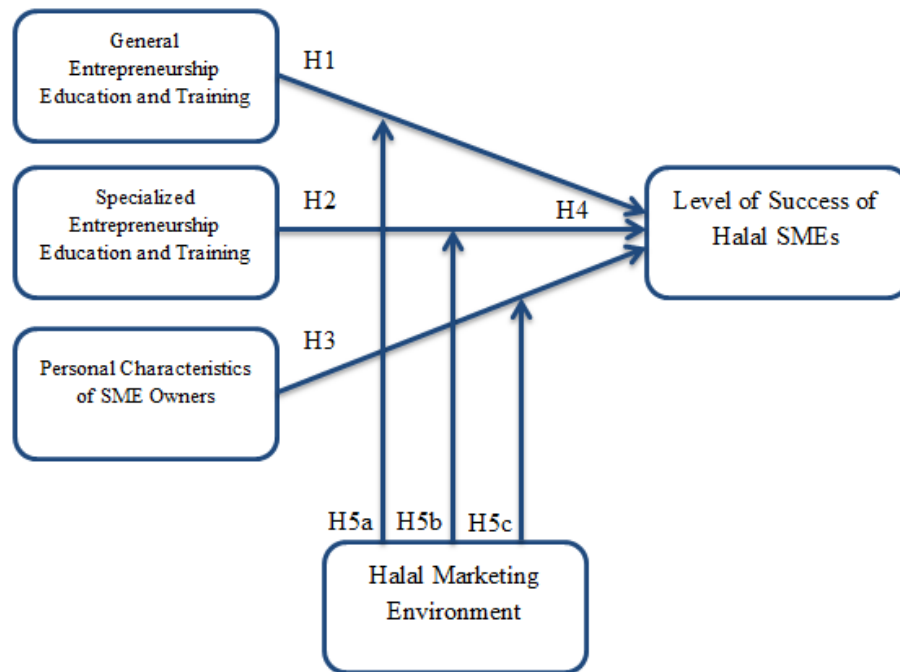 General
Entrepreneurship
Education and Training
H1
Specialized
Entrepreneurship
Education and Training
H2
H4
Level of Success of
Halal SMEs
Personal Characteristics
of SME Owners
H3
H5a
H5b
H5c
Halal Marketing
Environment